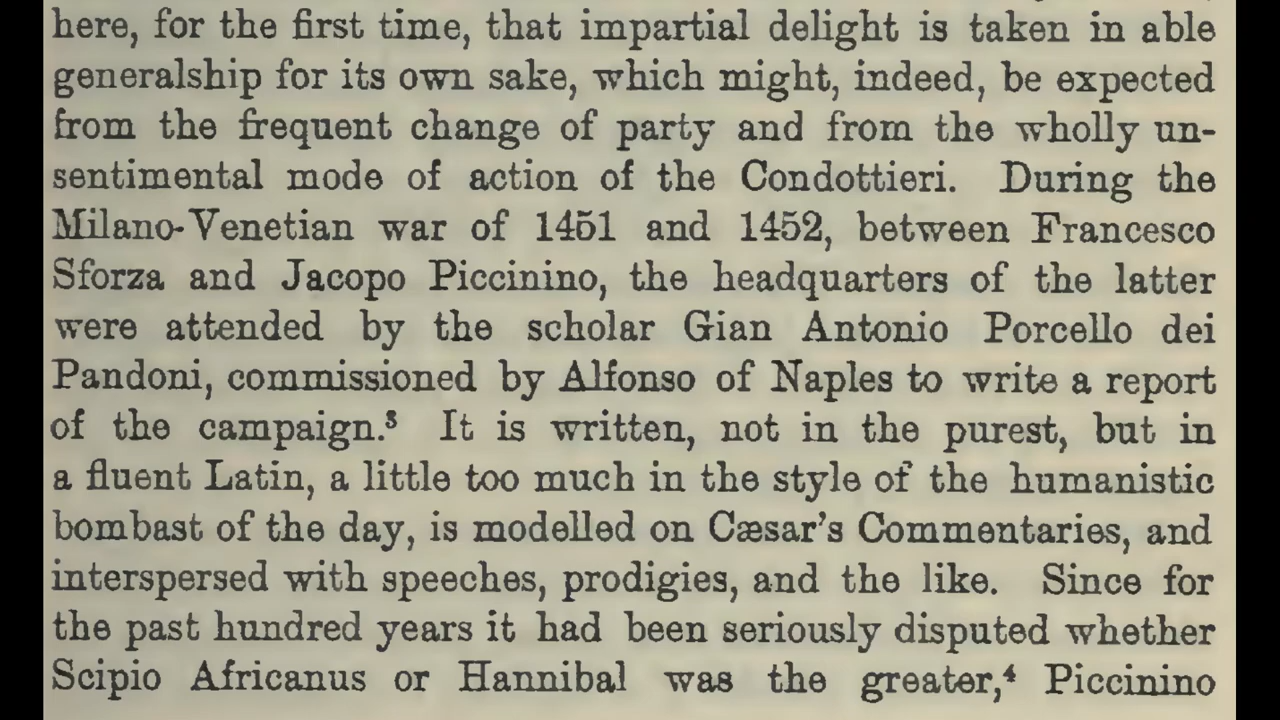 here, for the first time, that impartial delight is taken in able
generalship for its own sake, which might, indeed, be expected
from the frequent change of party and from the wholly un-
sentimental mode of action of the Condottieri. During the
Milano-Venetian war of 1451 and 1452, between Francesco
Sforza and Jacopo Piccinino, the headquarters of the latter
were attended by the scholar Gian Antonio Porcello dei
Pandoni, commissioned by Alfonso of Naples to write a report
of the campaign.³ It is written, not in the purest, but in
a fluent Latin, a little too much in the style of the humanistic
bombast of the day, is modelled on Cæsar's Commentaries, and
interspersed with speeches, prodigies, and the like. Since for
the past hundred years it had been seriously disputed whether
Scipio Africanus or Hannibal was the greater,⁴ Piccinino